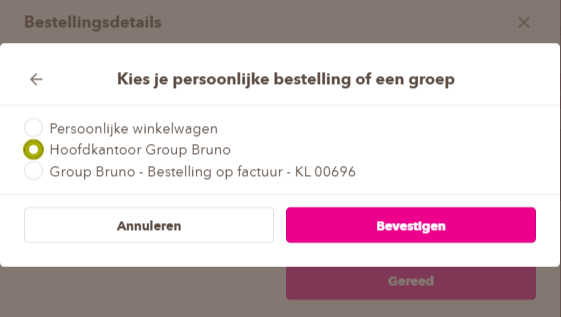 Bestellingsdetails
Kies je persoonlijke bestelling of een groep
Persoonlijke winkelwagen
Hoofdkantoor Group Bruno
Group Bruno - Bestelling op factuur - KL 00696
Annuleren
Bevestigen
Gereed